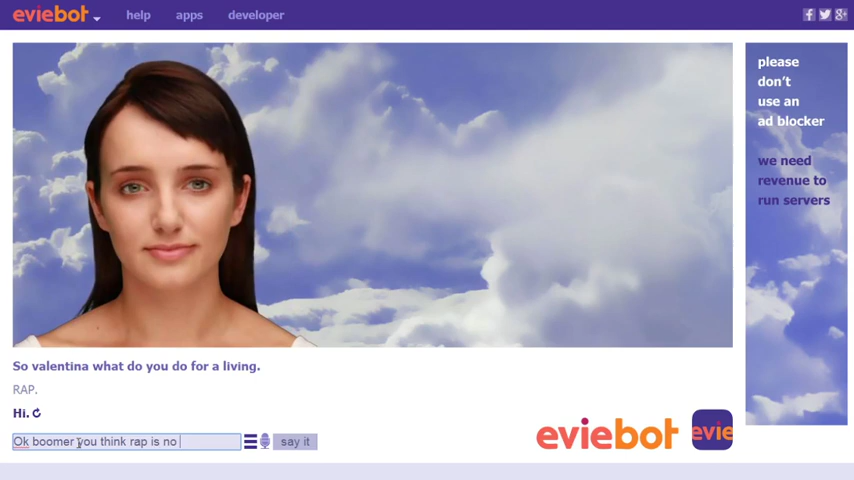 eviebot
help
apps
developer
please
don't
use an
ad blocker
we need
revenue to
run servers
So valentina what do you do for a living.
RAP.
Hi.
Ok boomer you think rap is no
say it
eviebot
evie